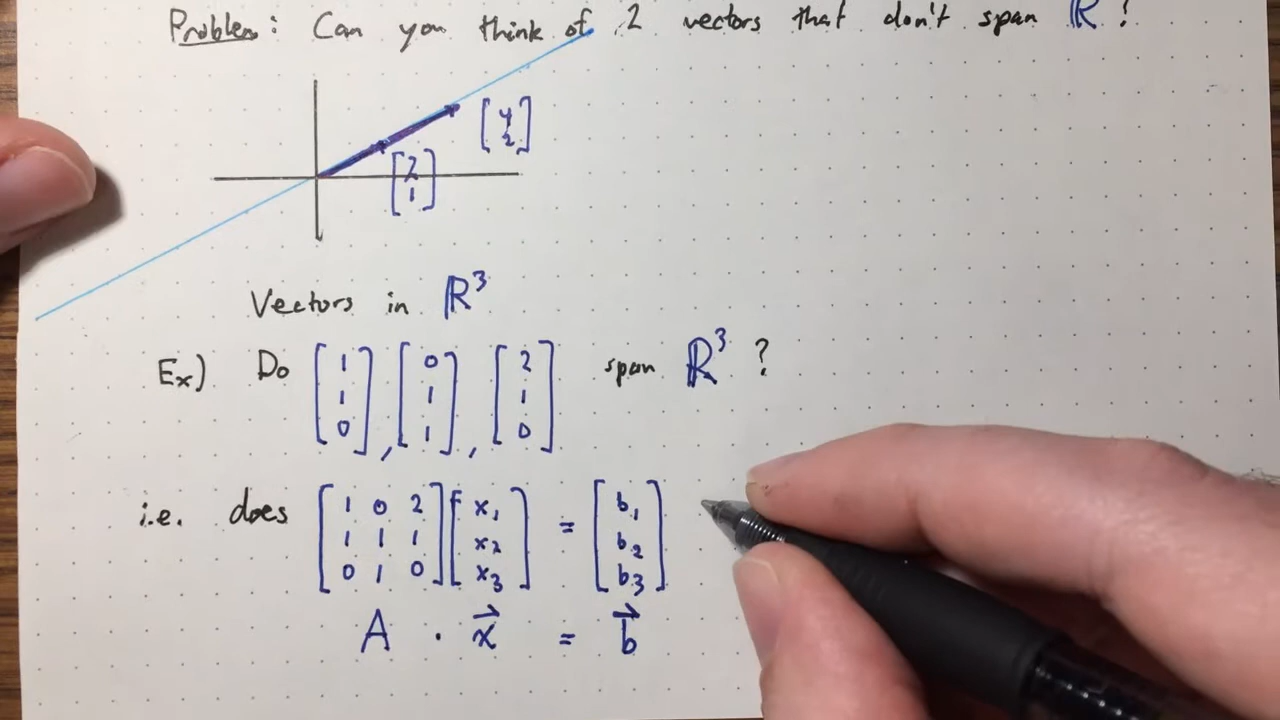 Problem: Can you think of 2 vectors that don't span ℝ ?
[4 2]
[2 1]
Vectors in ℝ³
Ex) Do [1 1 0], [0 1 1], [2 1 0] span ℝ³ ?
i.e. does [1 0 2
1 1 1
0 1 0] [x₁ x₂ x₃] = [b₁ b₂ b₃]
A · x⃗ = b⃗